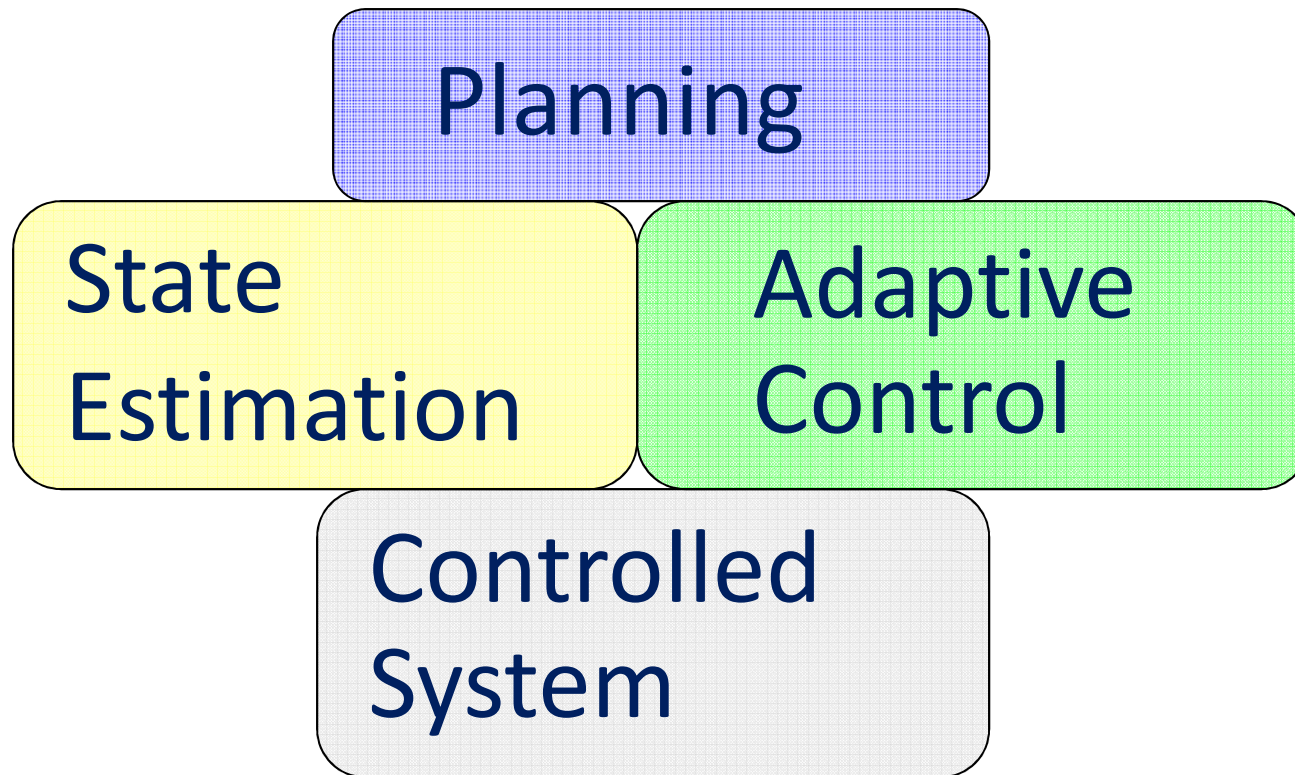 Planning
State
Estimation
Adaptive
Control
Controlled
System